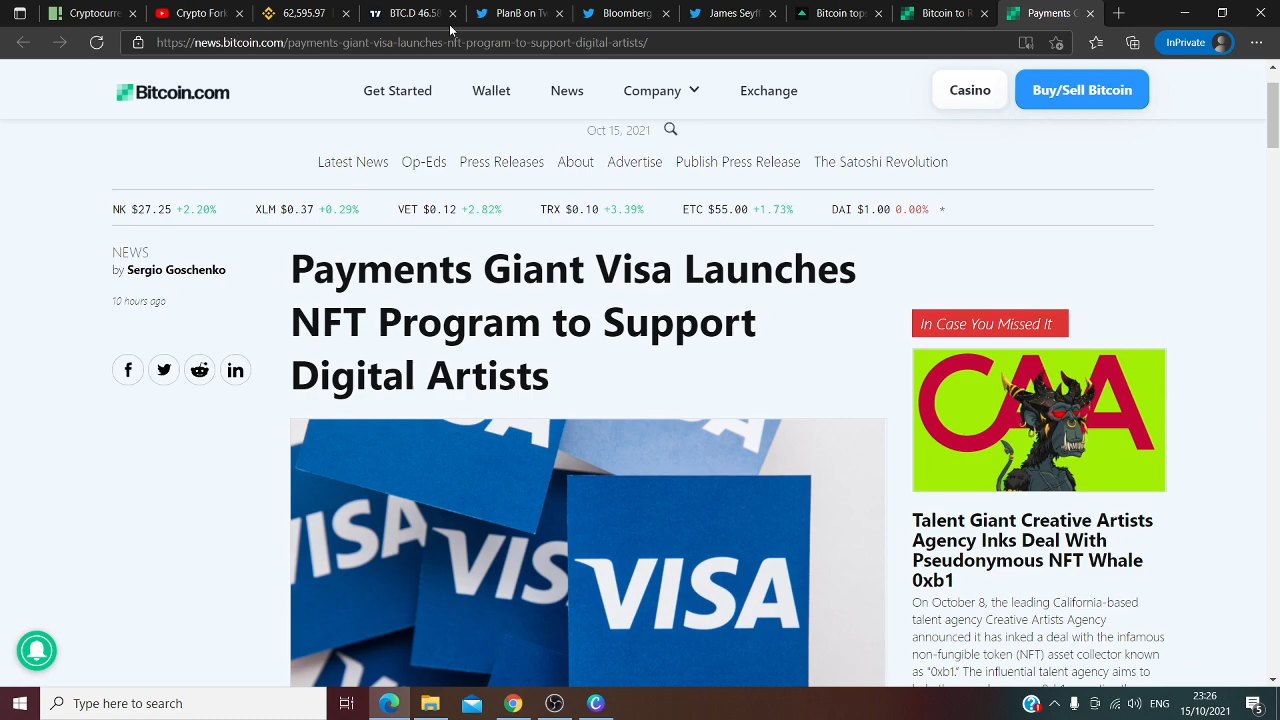 Cryptocurr
Crypto Fork
62,595.97
BTC.D 46.58
PlanB on Tw
Bloomberg
James Seyff
Bitcoin top
Bitcoin to R
Payments G
https://news.bitcoin.com/payments-giant-visa-launches-nft-program-to-support-digital-artists/
InPrivate
Bitcoin.com
Get Started
Wallet
News
Company
Exchange
Casino
Buy/Sell Bitcoin
Oct 15, 2021
Latest News Op-Eds Press Releases About Advertise Publish Press Release The Satoshi Revolution
NK $27.25 +2.20% XLM $0.37 +0.29% VET $0.12 +2.82% TRX $0.10 +3.39% ETC $55.00 +1.73% DAI $1.00 0.00% *
NEWS
by Sergio Goschenko
10 hours ago
Payments Giant Visa Launches
NFT Program to Support
Digital Artists
VISA
VISA
VISA
In Case You Missed It
CAA
Talent Giant Creative Artists
Agency Inks Deal With
Pseudonymous NFT Whale
0xb1
On October 8, the leading California-based
talent agency Creative Artists Agency
announced it has inked a deal with the infamous
non-fungible token (NFT) asset collector known
as "0xb1." The influential talent agency aims to
Type here to search
ENG
23:26
15/10/2021
5